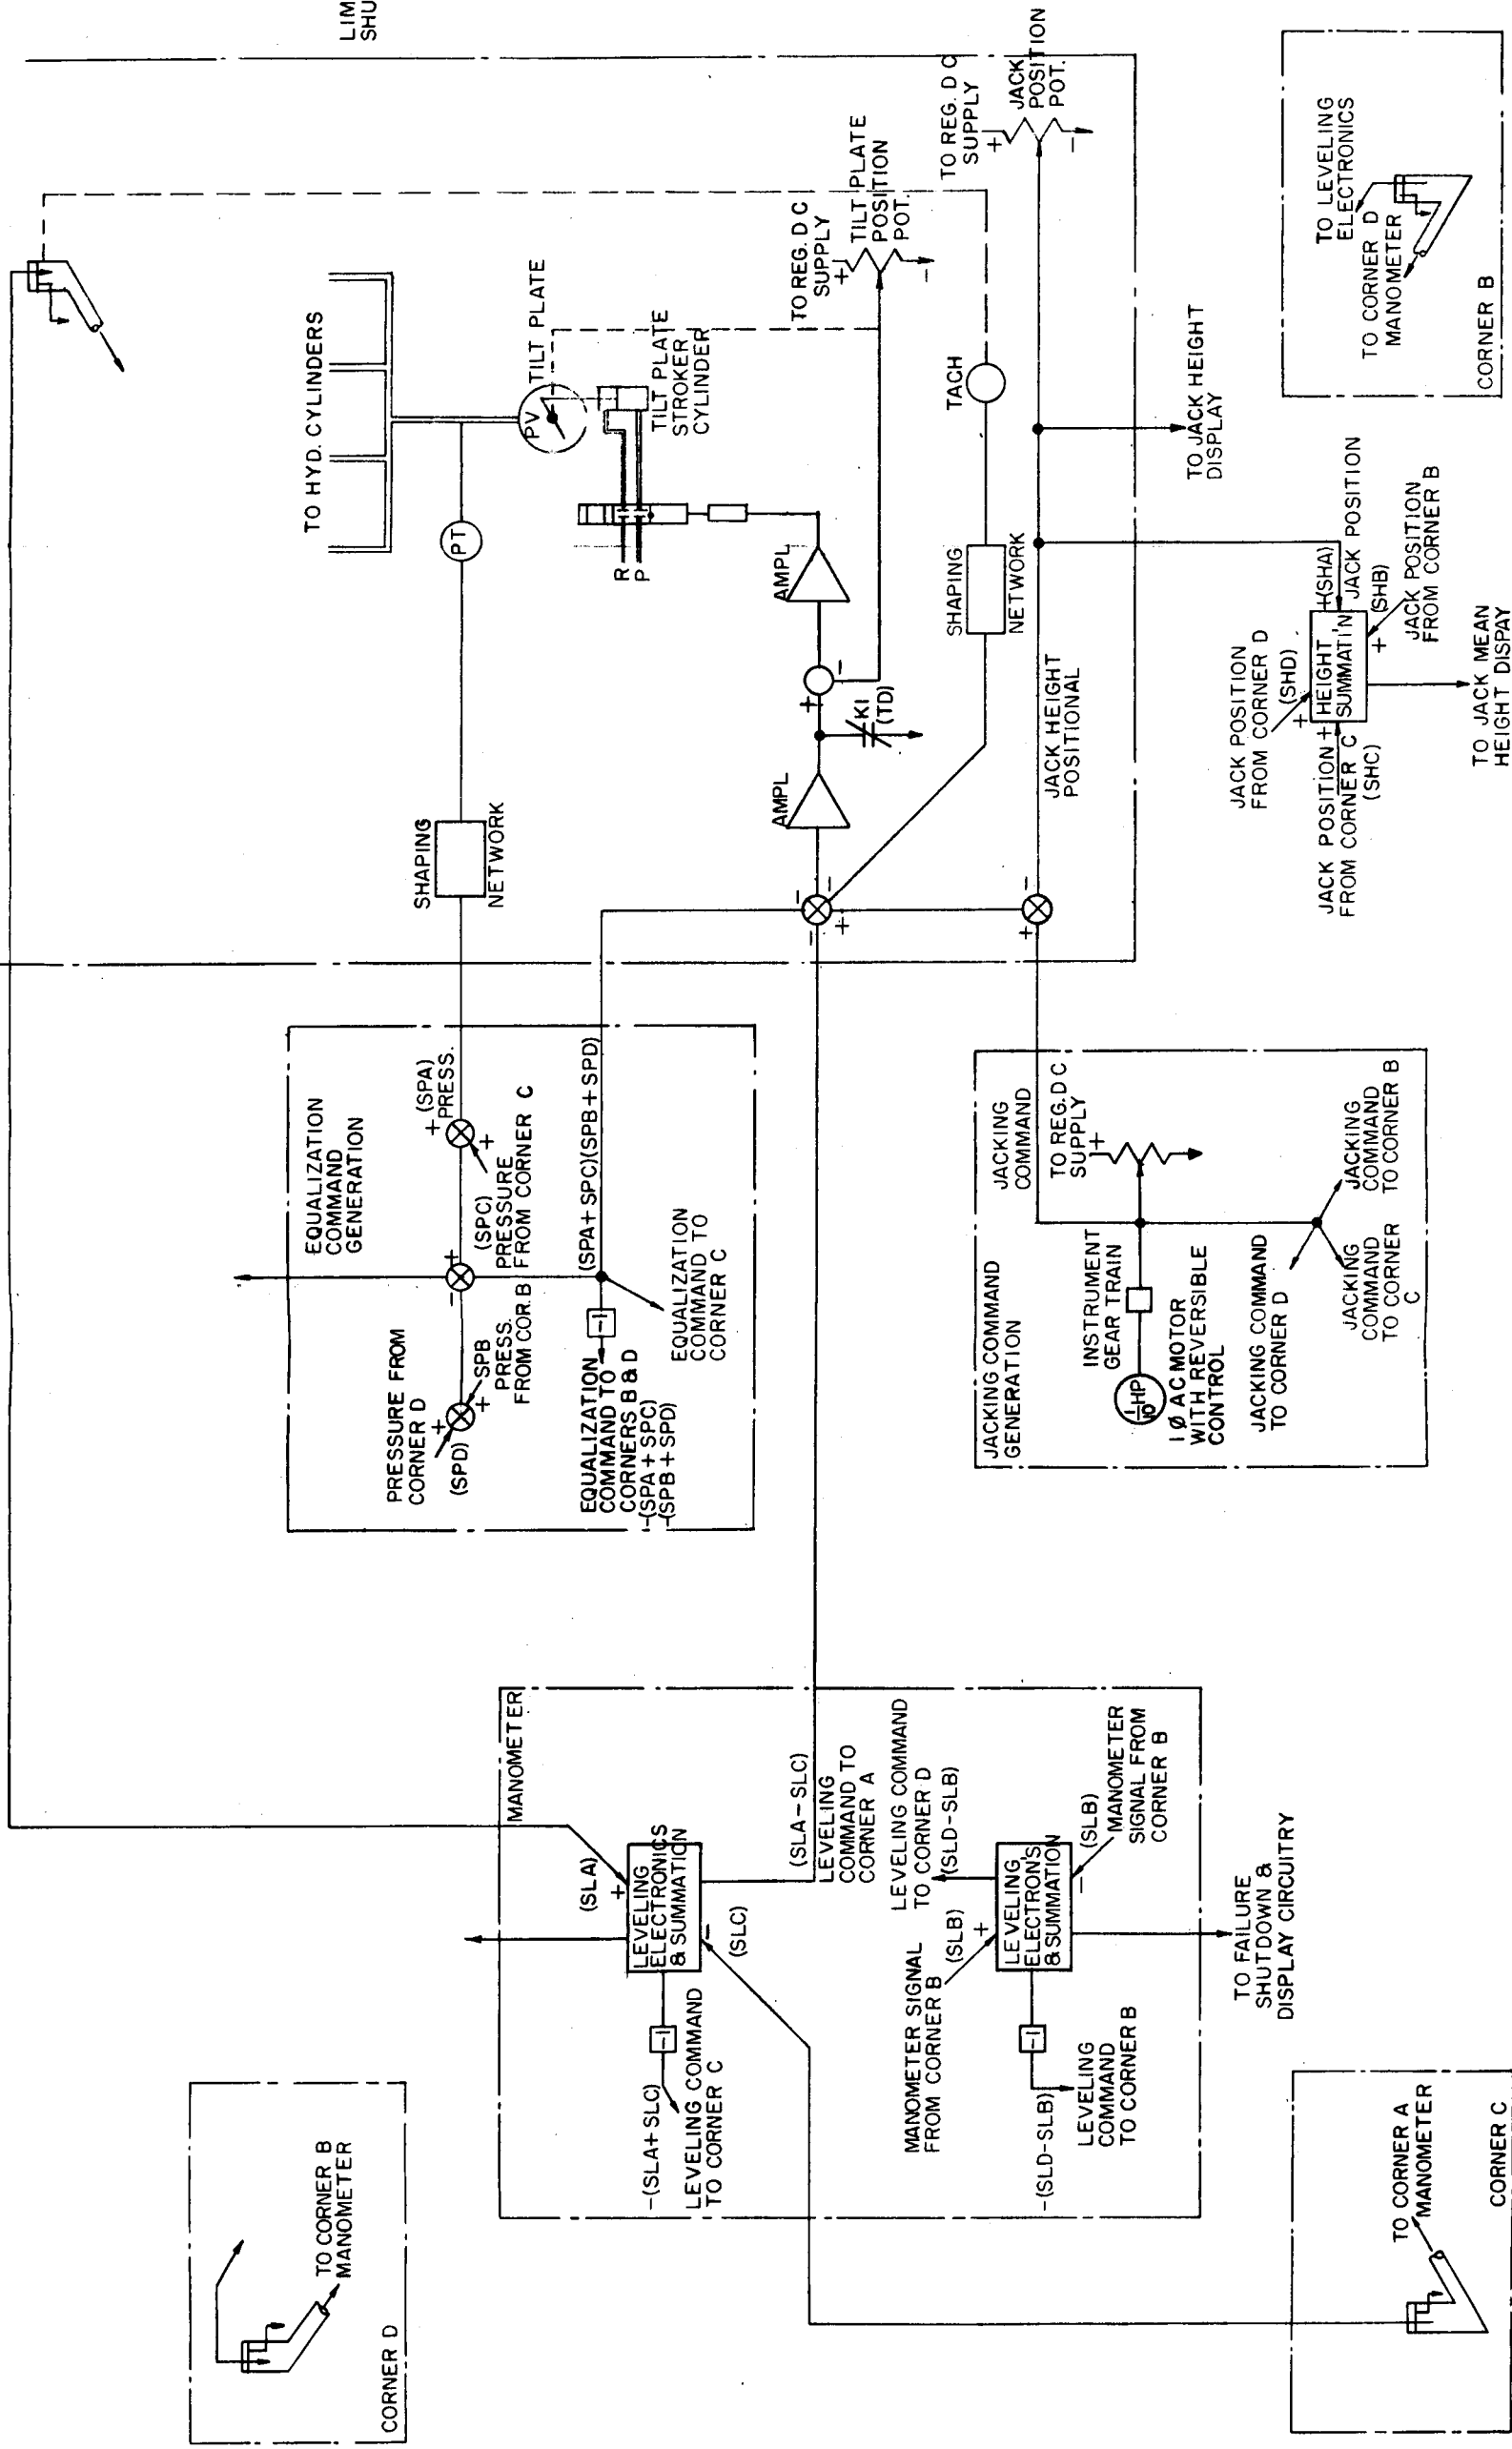 LIM
SHU
TO HYD. CYLINDERS
PT
PV
TILT PLATE
TILT PLATE
STROKER
CYLINDER
R
P
AMPL
TO REG. D C
SUPPLY
+
TILT PLATE
POSITION
POT.
-
TO REG. D C
SUPPLY
+
JACK
POSITION
POT.
-
SHAPING
NETWORK
AMPL
+
-
K1
(TD)
SHAPING
NETWORK
TACH
JACK HEIGHT
POSITIONAL
-
-
-
+
+
-
TO JACK HEIGHT
DISPLAY
JACK POSITION
FROM CORNER D
(SHD)
+
+(SHA)
JACK POSITION
HEIGHT
SUMMATI'N
(SHB)
+
JACK POSITION
FROM CORNER B
JACK POSITION +
FROM CORNER C
(SHC)
TO JACK MEAN
HEIGHT DISPAY
TO LEVELING
ELECTRONICS
TO CORNER D
MANOMETER
CORNER B
EQUALIZATION
COMMAND
GENERATION
+ (SPA)
PRESS.
+
(SPC)
PRESSURE
FROM CORNER C
-
+
PRESSURE FROM
CORNER D
(SPD)
+
+
SPB
PRESS.
FROM COR. B
(SPA+SPC)(SPB+SPD)
-1
EQUALIZATION
COMMAND TO
CORNERS B & D
-(SPA+SPC)
-(SPB+SPD)
EQUALIZATION
COMMAND TO
CORNER C
JACKING COMMAND
GENERATION
JACKING
COMMAND
TO REG. D C
SUPPLY
+
INSTRUMENT
GEAR TRAIN
1/10 HP
1 Ø AC MOTOR
WITH REVERSIBLE
CONTROL
JACKING COMMAND
TO CORNER D
JACKING
COMMAND
TO CORNER
C
JACKING
COMMAND
TO CORNER B
MANOMETER
(SLA)
+
LEVELING
ELECTRONICS
& SUMMATION
-
(SLC)
-1
-(SLA+SLC)
LEVELING COMMAND
TO CORNER C
(SLA-SLC)
LEVELING
COMMAND TO
CORNER A
LEVELING COMMAND
TO CORNER D
(SLD-SLB)
MANOMETER SIGNAL
FROM CORNER B
(SLB)
+
LEVELING
ELECTRON'S
& SUMMATION
-
(SLB)
MANOMETER
SIGNAL FROM
CORNER B
-1
-(SLD-SLB)
LEVELING
COMMAND
TO CORNER B
TO FAILURE
SHUTDOWN &
DISPLAY CIRCUITRY
TO CORNER B
MANOMETER
CORNER D
TO CORNER A
MANOMETER
CORNER C